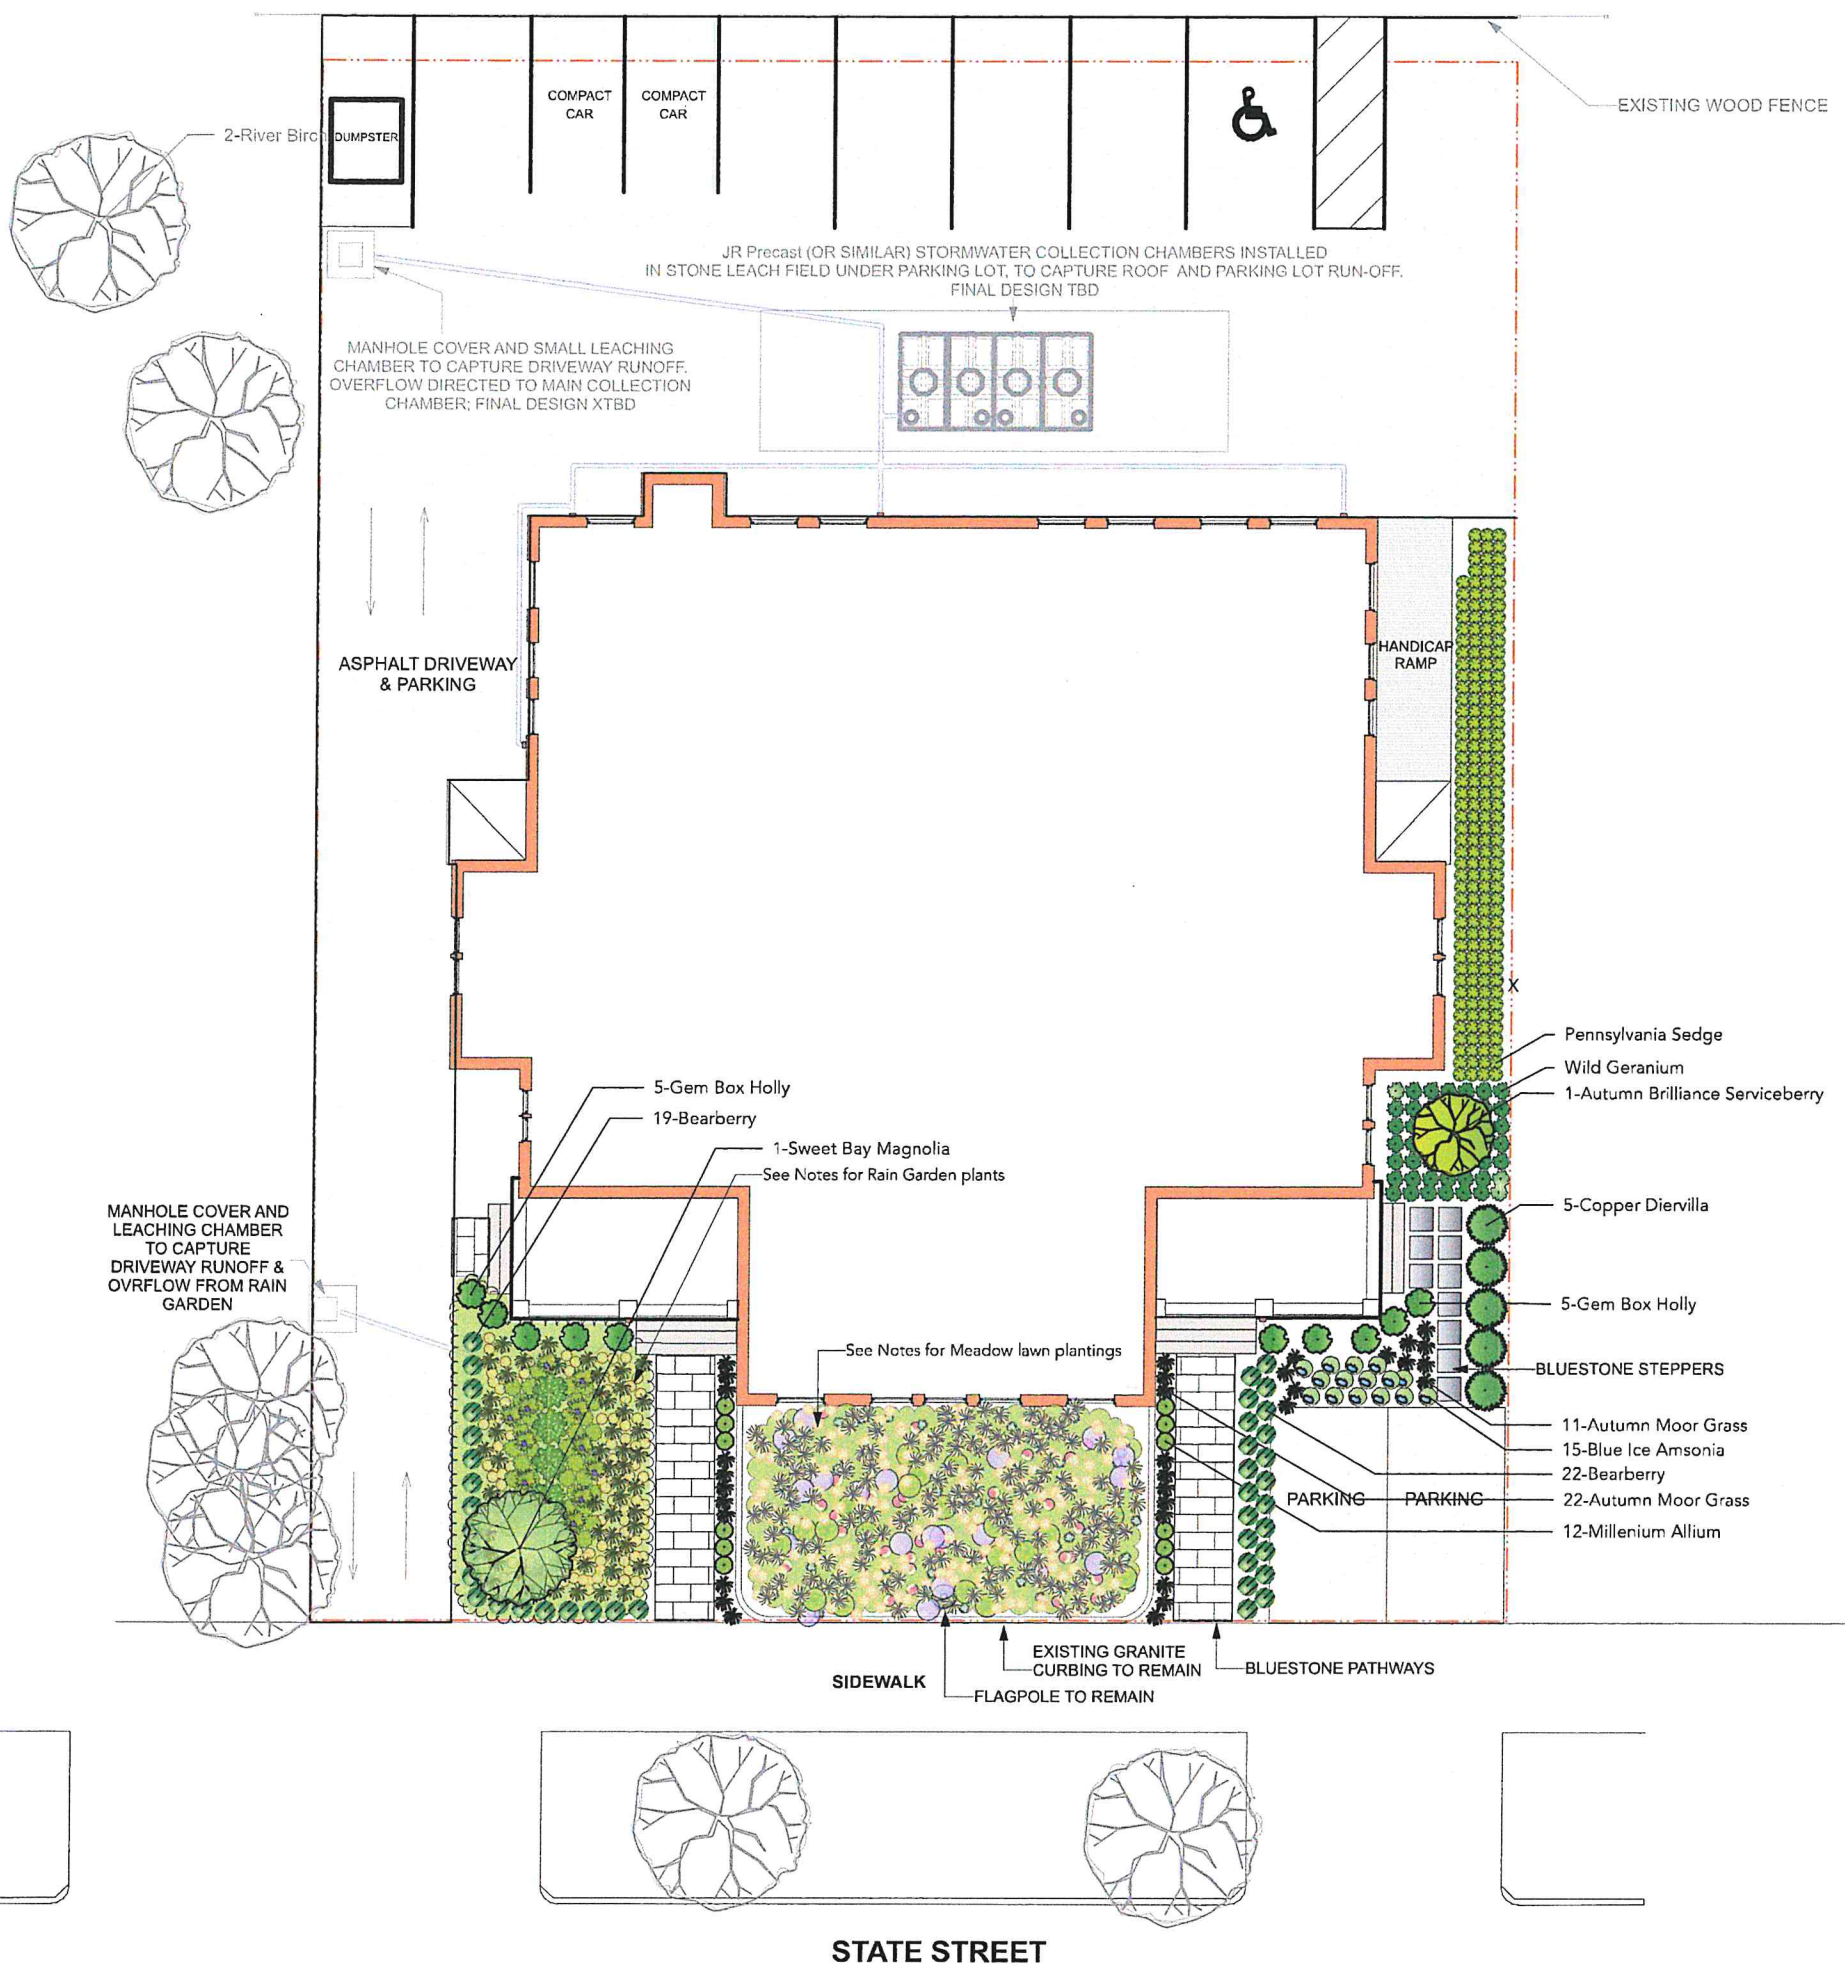 COMPACT
CAR
COMPACT
CAR
EXISTING WOOD FENCE
2-River Birch
DUMPSTER
JR Precast (OR SIMILAR) STORMWATER COLLECTION CHAMBERS INSTALLED
IN STONE LEACH FIELD UNDER PARKING LOT, TO CAPTURE ROOF AND PARKING LOT RUN-OFF.
FINAL DESIGN TBD
MANHOLE COVER AND SMALL LEACHING
CHAMBER TO CAPTURE DRIVEWAY RUNOFF.
OVERFLOW DIRECTED TO MAIN COLLECTION
CHAMBER; FINAL DESIGN XTBD
ASPHALT DRIVEWAY
& PARKING
HANDICAP
RAMP
X
Pennsylvania Sedge
Wild Geranium
1-Autumn Brilliance Serviceberry
5-Gem Box Holly
19-Bearberry
1-Sweet Bay Magnolia
See Notes for Rain Garden plants
MANHOLE COVER AND
LEACHING CHAMBER
TO CAPTURE
DRIVEWAY RUNOFF &
OVRFLOW FROM RAIN
GARDEN
5-Copper Diervilla
5-Gem Box Holly
See Notes for Meadow lawn plantings
BLUESTONE STEPPERS
11-Autumn Moor Grass
15-Blue Ice Amsonia
22-Bearberry
22-Autumn Moor Grass
12-Millenium Allium
PARKING
PARKING
EXISTING GRANITE
CURBING TO REMAIN
BLUESTONE PATHWAYS
SIDEWALK
FLAGPOLE TO REMAIN
STATE STREET